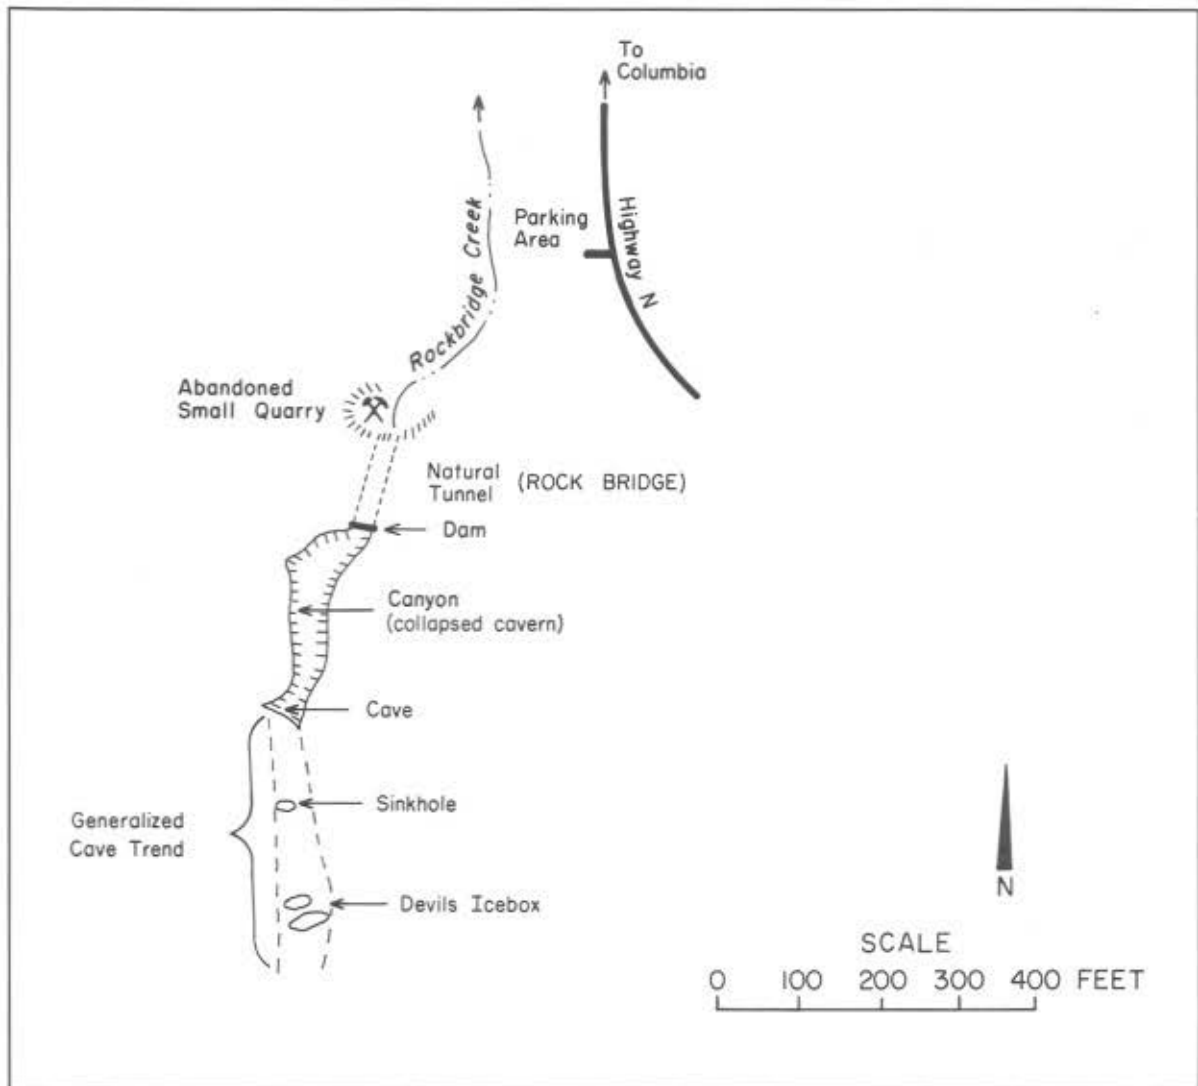 To
Columbia
Rockbridge Creek
Parking
Area
Highway N
Abandoned
Small Quarry
Natural
Tunnel (ROCK BRIDGE)
Dam
Canyon
(collapsed cavern)
Cave
Sinkhole
Generalized
Cave Trend
Devils Icebox
N
SCALE
0 100 200 300 400 FEET